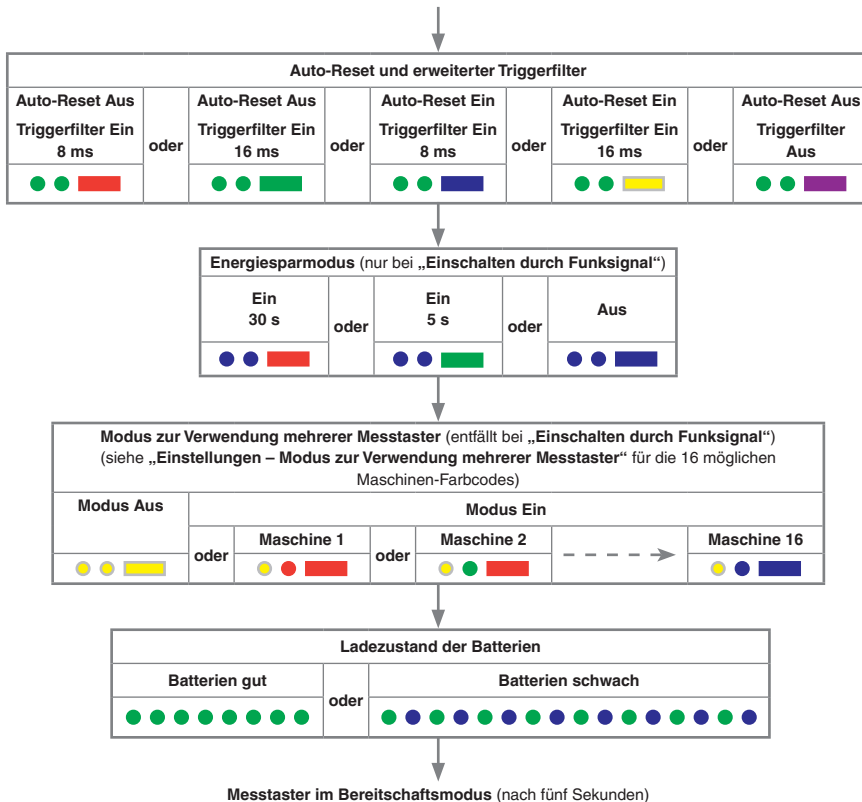 Auto-Reset und erweiterter Triggerfilter
Auto-Reset Aus
Triggerfilter Ein
8 ms
oder
Auto-Reset Aus
Triggerfilter Ein
16 ms
oder
Auto-Reset Ein
Triggerfilter Ein
8 ms
oder
Auto-Reset Ein
Triggerfilter Ein
16 ms
oder
Auto-Reset Aus
Triggerfilter
Aus
Energiesparmodus (nur bei „Einschalten durch Funksignal“)
Ein
30 s
oder
Ein
5 s
oder
Aus
Modus zur Verwendung mehrerer Messtaster (entfällt bei „Einschalten durch Funksignal“)
(siehe „Einstellungen – Modus zur Verwendung mehrerer Messtaster“ für die 16 möglichen
Maschinen-Farbcodes)
Modus Aus
oder
Modus Ein
Maschine 1
oder
Maschine 2
Maschine 16
Ladezustand der Batterien
Batterien gut
oder
Batterien schwach
Messtaster im Bereitschaftsmodus (nach fünf Sekunden)